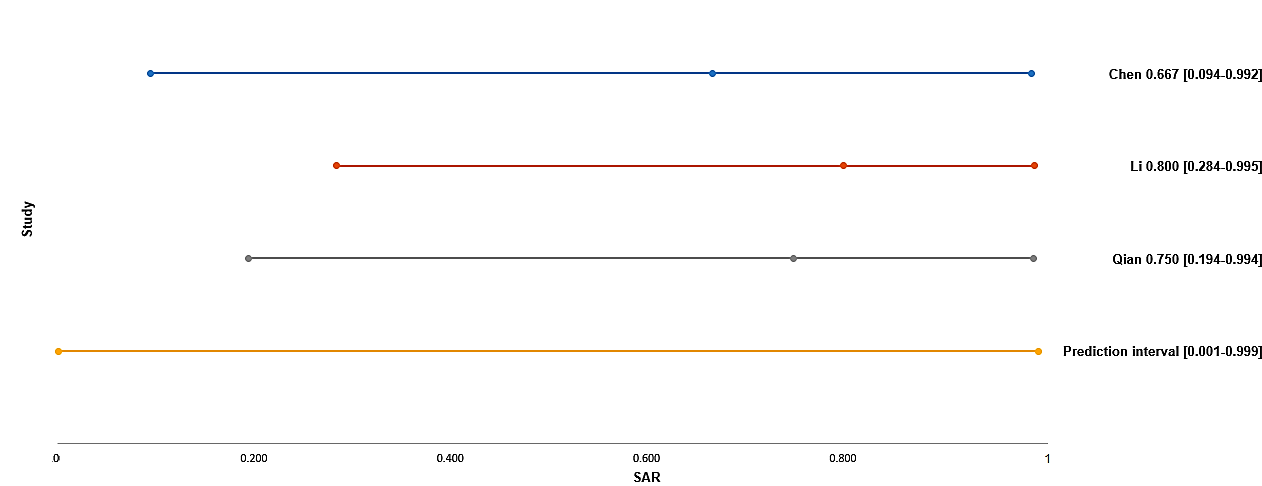 Chen 0.667 [0.094-0.992]
Li 0.800 [0.284-0.995]
Study
Qian 0.750 [0.194-0.994]
Prediction interval [0.001-0.999]
0 0.200 0.400 0.600 0.800 1
SAR